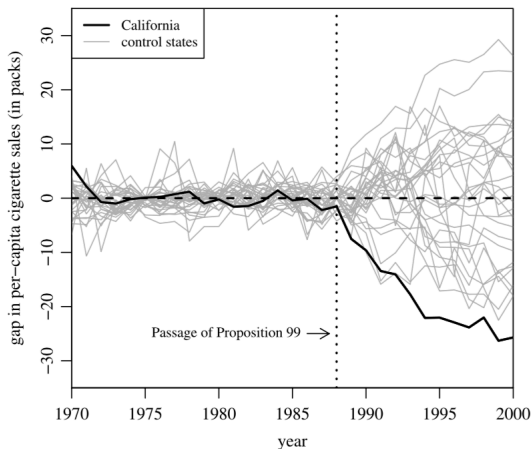 California
control states
gap in per−capita cigarette sales (in packs)
30
20
10
0
−10
−20
−30
Passage of Proposition 99
1970 1975 1980 1985 1990 1995 2000
year